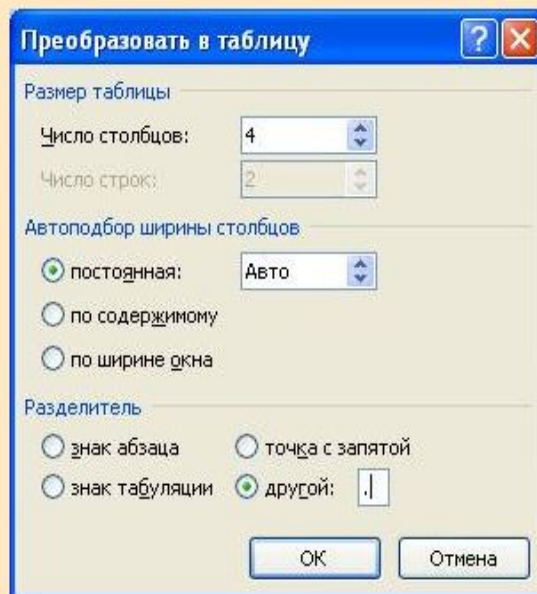 Преобразовать в таблицу
Размер таблицы
Число столбцов: 4
Число строк: 2
Автоподбор ширины столбцов
постоянная: Авто
по содержимому
по ширине окна
Разделитель
знак абзаца точка с запятой
знак табуляции другой: .
ОК Отмена